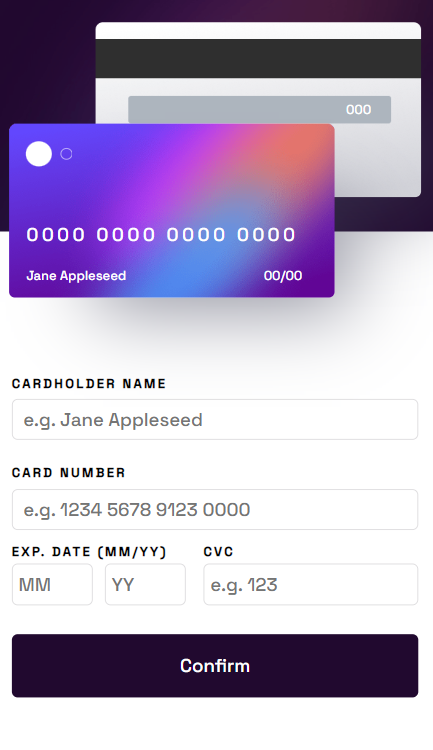 000
0000 0000 0000 0000
Jane Appleseed 00/00
CARDHOLDER NAME
e.g. Jane Appleseed
CARD NUMBER
e.g. 1234 5678 9123 0000
EXP. DATE (MM/YY) CVC
MM YY e.g. 123
Confirm